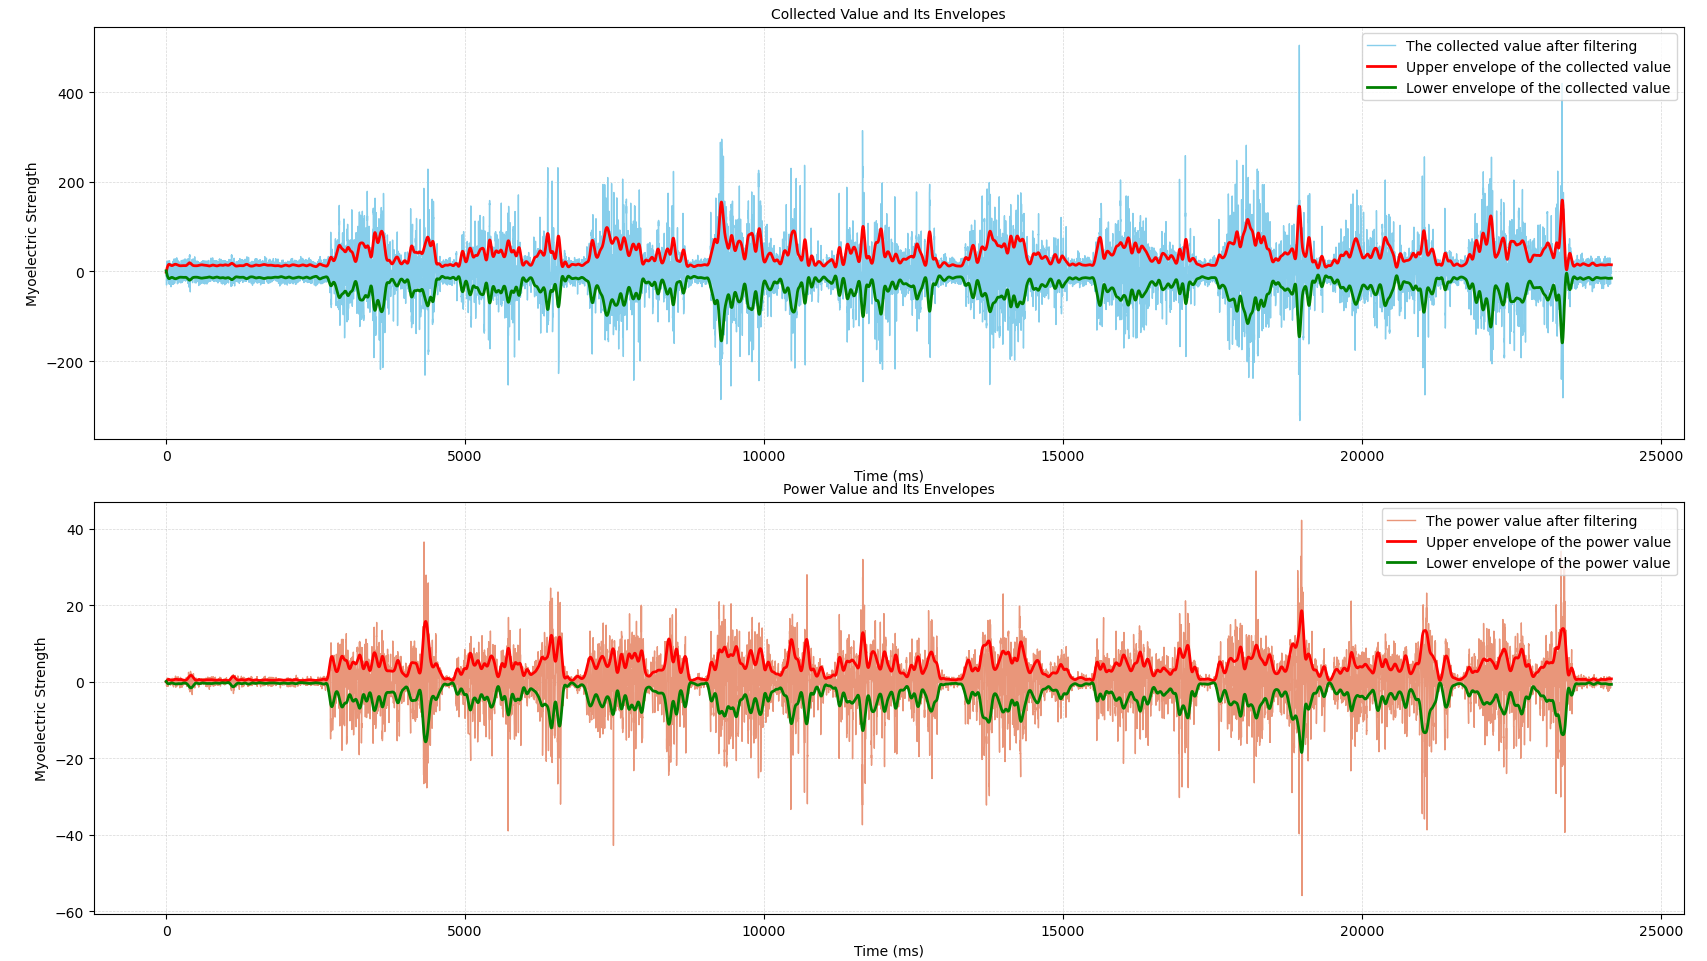 Collected Value and Its Envelopes
The collected value after filtering
Upper envelope of the collected value
Lower envelope of the collected value
Myoelectric Strength
400
200
0
−200
0 5000 10000 15000 20000 25000
Time (ms)
Power Value and Its Envelopes
The power value after filtering
Upper envelope of the power value
Lower envelope of the power value
Myoelectric Strength
40
20
0
−20
−40
−60
0 5000 10000 15000 20000 25000
Time (ms)